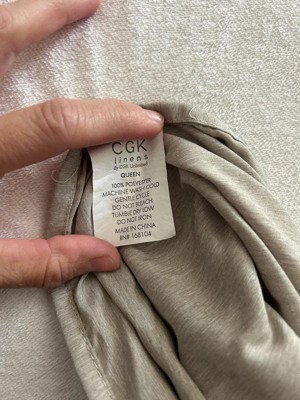 CGK
linens
By CGK Unlimited
QUEEN
100% POLYESTER
MACHINE WASH COLD
GENTLE CYCLE
DO NOT BLEACH
TUMBLE DRY LOW
DO NOT IRON
MADE IN CHINA
RN# 168104